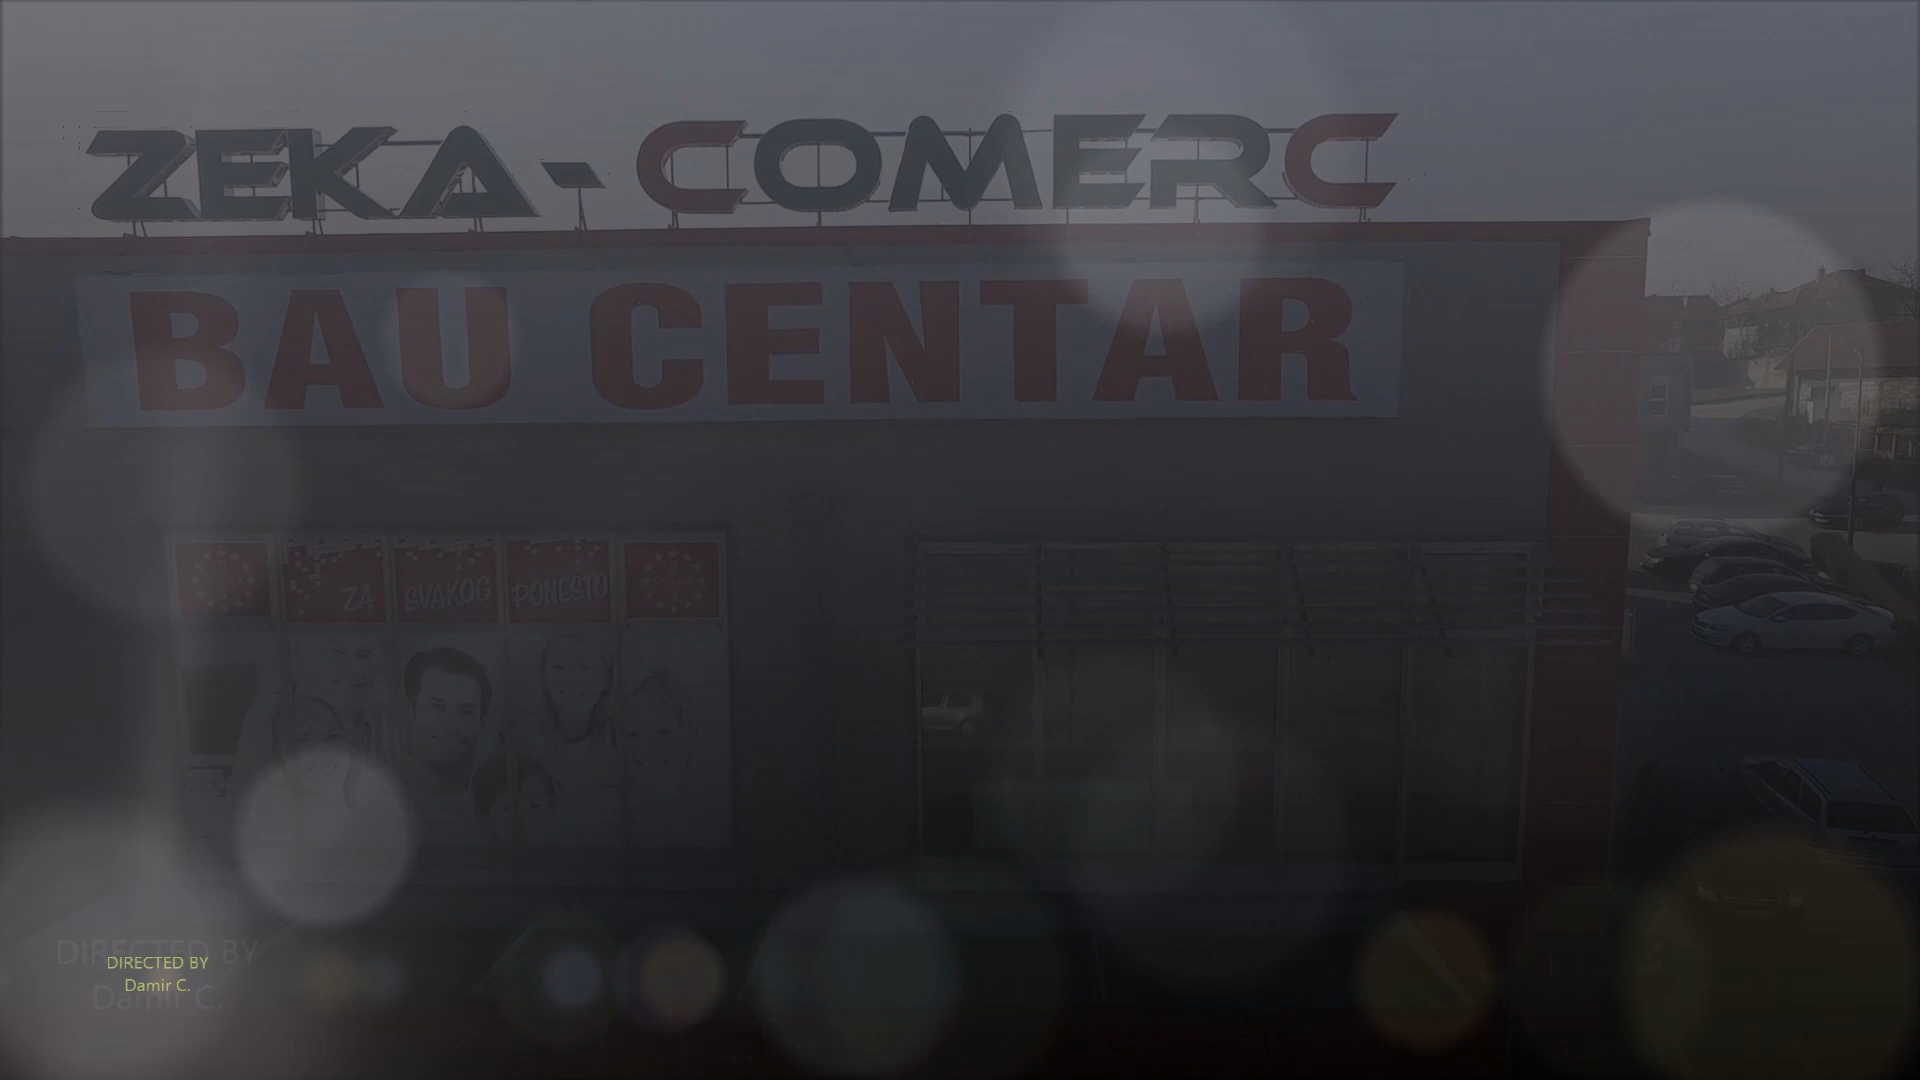 ZEKA-COMERC
BAU CENTAR
ZA SVAKOG PONEŠTO
DIRECTED BY
Damir C.